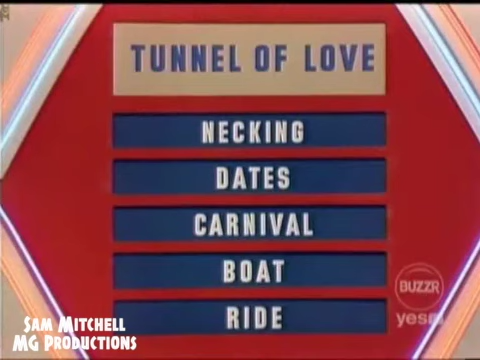 TUNNEL OF LOVE
NECKING
DATES
CARNIVAL
BOAT
RIDE
BUZZR
SAM MITCHELL
MG PRODUCTIONS